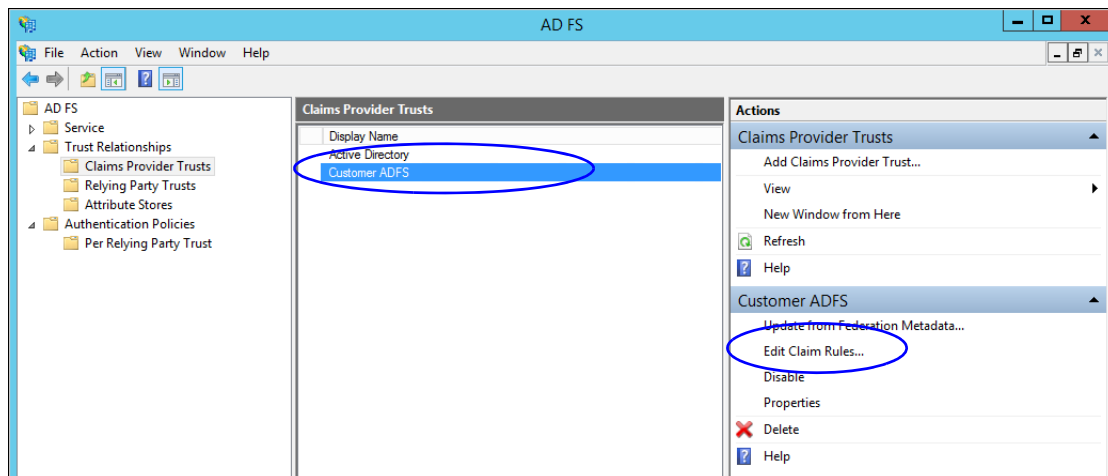 AD FS
File Action View Window Help
AD FS
Service
Trust Relationships
Claims Provider Trusts
Relying Party Trusts
Attribute Stores
Authentication Policies
Per Relying Party Trust
Claims Provider Trusts
Display Name
Active Directory
Customer ADFS
Actions
Claims Provider Trusts
Add Claims Provider Trust...
View
New Window from Here
Refresh
Help
Customer ADFS
Update from Federation Metadata...
Edit Claim Rules...
Disable
Properties
Delete
Help